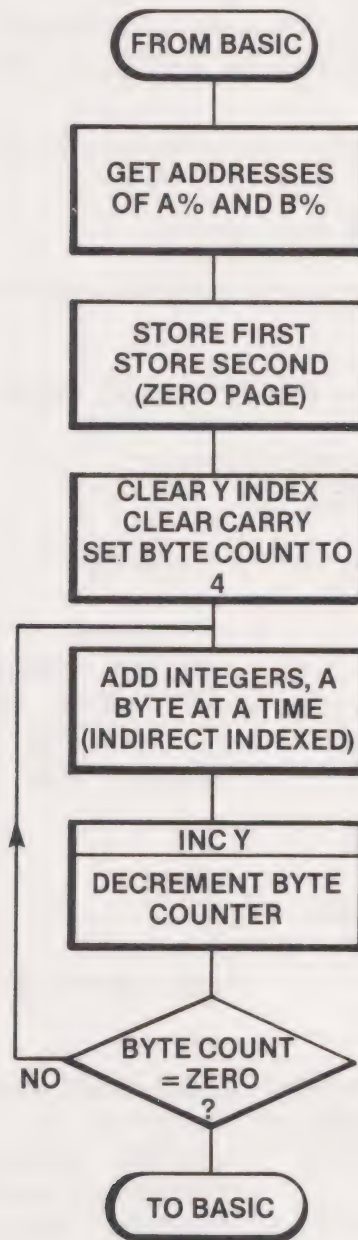 FROM BASIC
GET ADDRESSES
OF A% AND B%
STORE FIRST
STORE SECOND
(ZERO PAGE)
CLEAR Y INDEX
CLEAR CARRY
SET BYTE COUNT TO
4
ADD INTEGERS, A
BYTE AT A TIME
(INDIRECT INDEXED)
INC Y
DECREMENT BYTE
COUNTER
BYTE COUNT
= ZERO
?
NO
TO BASIC